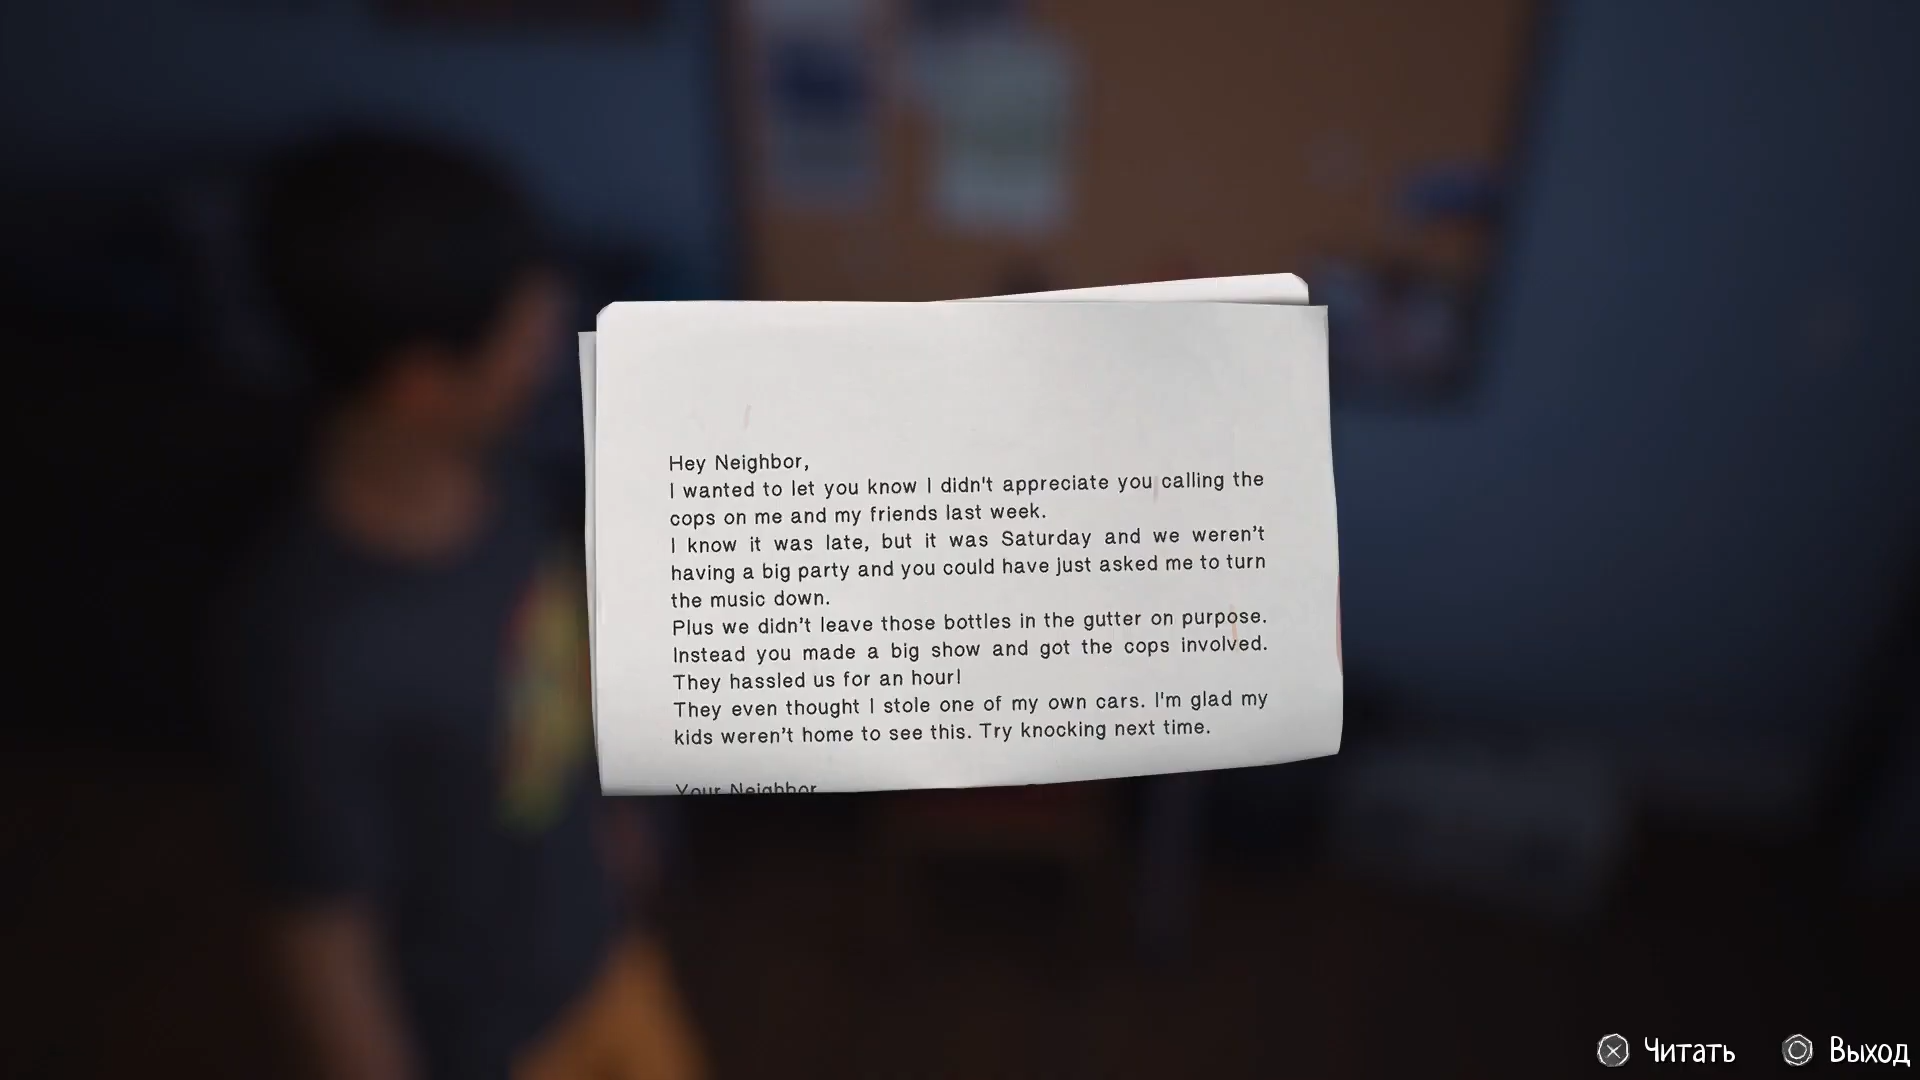 Hey Neighbor,
I wanted to let you know I didn't appreciate you calling the
cops on me and my friends last week.
I know it was late, but it was Saturday and we weren't
having a big party and you could have just asked me to turn
the music down.
Plus we didn't leave those bottles in the gutter on purpose.
Instead you made a big show and got the cops involved.
They hassled us for an hour!
They even thought I stole one of my own cars. I'm glad my
kids weren't home to see this. Try knocking next time.
Your Neighbor
Читать
Выход